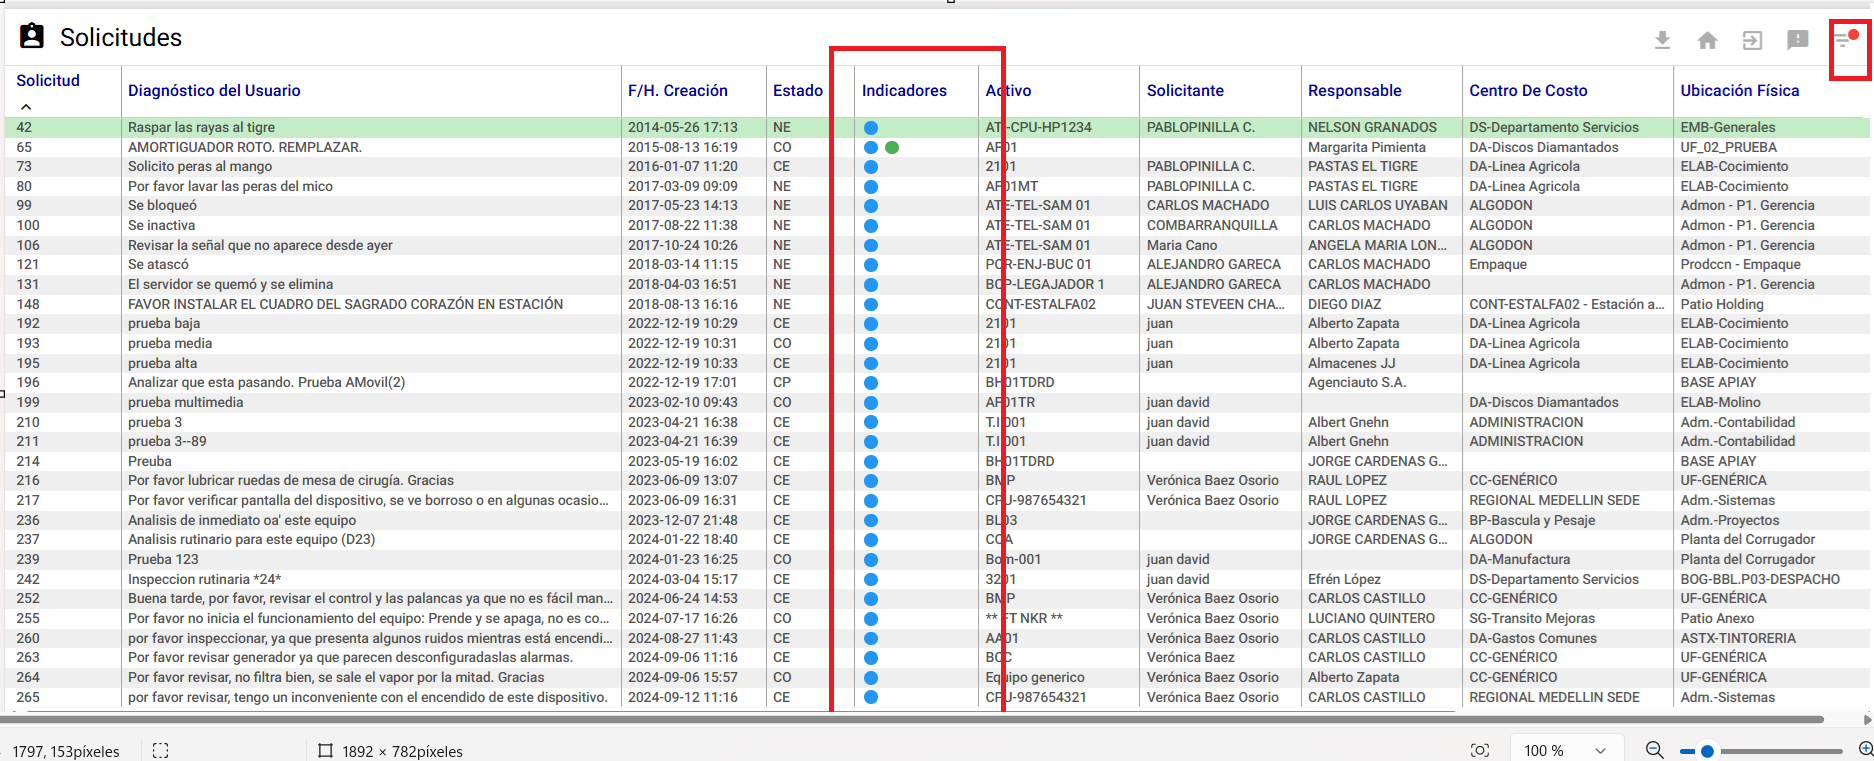 Solicitudes
Solicitud Diagnóstico del Usuario F/H. Creación Estado Indicadores Activo Solicitante Responsable Centro De Costo Ubicación Física
42 Raspar las rayas al tigre 2014-05-26 17:13 NE AT -CPU-HP1234 PABLOPINILLA C. NELSON GRANADOS DS-Departamento Servicios EMB-Generales
65 AMORTIGUADOR ROTO. REMPLAZAR. 2015-08-13 16:19 CO AF01 Margarita Pimienta DA-Discos Diamantados UF_02_PRUEBA
73 Solicito peras al mango 2016-01-07 11:20 CE 2101 PABLOPINILLA C. PASTAS EL TIGRE DA-Linea Agricola ELAB-Cocimiento
80 Por favor lavar las peras del mico 2017-03-09 09:09 NE AF01MT PABLOPINILLA C. PASTAS EL TIGRE DA-Linea Agricola ELAB-Cocimiento
99 Se bloqueó 2017-05-23 14:13 NE ATE-TEL-SAM 01 CARLOS MACHADO LUIS CARLOS UYABAN ALGODON Admon - P1. Gerencia
100 Se inactiva 2017-08-22 11:38 NE ATE-TEL-SAM 01 COMBARRANQUILLA CARLOS MACHADO ALGODON Admon - P1. Gerencia
106 Revisar la señal que no aparece desde ayer 2017-10-24 10:26 NE ATE-TEL-SAM 01 Maria Cano ANGELA MARIA LON... ALGODON Admon - P1. Gerencia
121 Se atascó 2018-03-14 11:15 NE POR-ENJ-BUC 01 ALEJANDRO GARECA CARLOS MACHADO Empaque Prodccn - Empaque
131 El servidor se quemó y se elimina 2018-04-03 16:51 NE BOP-LEGAJADOR 1 ALEJANDRO GARECA CARLOS MACHADO Admon - P1. Gerencia
148 FAVOR INSTALAR EL CUADRO DEL SAGRADO CORAZÓN EN ESTACIÓN 2018-08-13 16:16 NE CONT-ESTALFA02 JUAN STEVEEN CHA... DIEGO DIAZ CONT-ESTALFA02 - Estación a... Patio Holding
192 prueba baja 2022-12-19 10:29 CE 2101 juan Alberto Zapata DA-Linea Agricola ELAB-Cocimiento
193 prueba media 2022-12-19 10:31 CO 2101 juan Alberto Zapata DA-Linea Agricola ELAB-Cocimiento
195 prueba alta 2022-12-19 10:33 CE 2101 juan Almacenes JJ DA-Linea Agricola ELAB-Cocimiento
196 Analizar que esta pasando. Prueba AMovil(2) 2022-12-19 17:01 CP BH01TDRD Agenciauto S.A. BASE APIAY
199 prueba multimedia 2023-02-10 09:43 CO AF01TR juan david DA-Discos Diamantados ELAB-Molino
210 prueba 3 2023-04-21 16:38 CE T.I 001 juan david Albert Gnehn ADMINISTRACION Adm.-Contabilidad
211 prueba 3--89 2023-04-21 16:39 CE T.I 001 juan david Albert Gnehn ADMINISTRACION Adm.-Contabilidad
214 Preuba 2023-05-19 16:02 CE BH01TDRD JORGE CARDENAS G... BASE APIAY
216 Por favor lubricar ruedas de mesa de cirugía. Gracias 2023-06-09 13:07 CE BMP Verónica Baez Osorio RAUL LOPEZ CC-GENÉRICO UF-GENÉRICA
217 Por favor verificar pantalla del dispositivo, se ve borroso o en algunas ocasio... 2023-06-09 16:31 CE CPU-987654321 Verónica Baez Osorio RAUL LOPEZ REGIONAL MEDELLIN SEDE Adm.-Sistemas
236 Analisis de inmediato oa' este equipo 2023-12-07 21:48 CE BL03 JORGE CARDENAS G... BP-Bascula y Pesaje Adm.-Proyectos
237 Analisis rutinario para este equipo (D23) 2024-01-22 18:40 CE CCA JORGE CARDENAS G... ALGODON Planta del Corrugador
239 Prueba 123 2024-01-23 16:25 CO Bom-001 juan david DA-Manufactura Planta del Corrugador
242 Inspeccion rutinaria *24* 2024-03-04 15:17 CE 3201 juan david Efrén López DS-Departamento Servicios BOG-BBL.P03-DESPACHO
252 Buena tarde, por favor, revisar el control y las palancas ya que no es fácil man... 2024-06-24 14:53 CE BMP Verónica Baez Osorio CARLOS CASTILLO CC-GENÉRICO UF-GENÉRICA
255 Por favor no inicia el funcionamiento del equipo: Prende y se apaga, no es co... 2024-07-17 16:26 CO ** FT NKR ** Verónica Baez Osorio LUCIANO QUINTERO SG-Transito Mejoras Patio Anexo
260 por favor inspeccionar, ya que presenta algunos ruidos mientras está encendi... 2024-08-27 11:43 CE AA01 Verónica Baez Osorio CARLOS CASTILLO DA-Gastos Comunes ASTX-TINTORERIA
263 Por favor revisar generador ya que parecen desconfiguradaslas alarmas. 2024-09-06 11:16 CE BCC Verónica Baez CARLOS CASTILLO CC-GENÉRICO UF-GENÉRICA
264 Por favor revisar, no filtra bien, se sale el vapor por la mitad. Gracias 2024-09-06 15:57 CO Equipo generico Verónica Baez Osorio Alberto Zapata CC-GENÉRICO UF-GENÉRICA
265 por favor revisar, tengo un inconveniente con el encendido de este dispositivo. 2024-09-12 11:16 CE CPU-987654321 Verónica Baez Osorio CARLOS CASTILLO REGIONAL MEDELLIN SEDE Adm.-Sistemas
1797, 153píxeles 1892 × 782píxeles 100 %